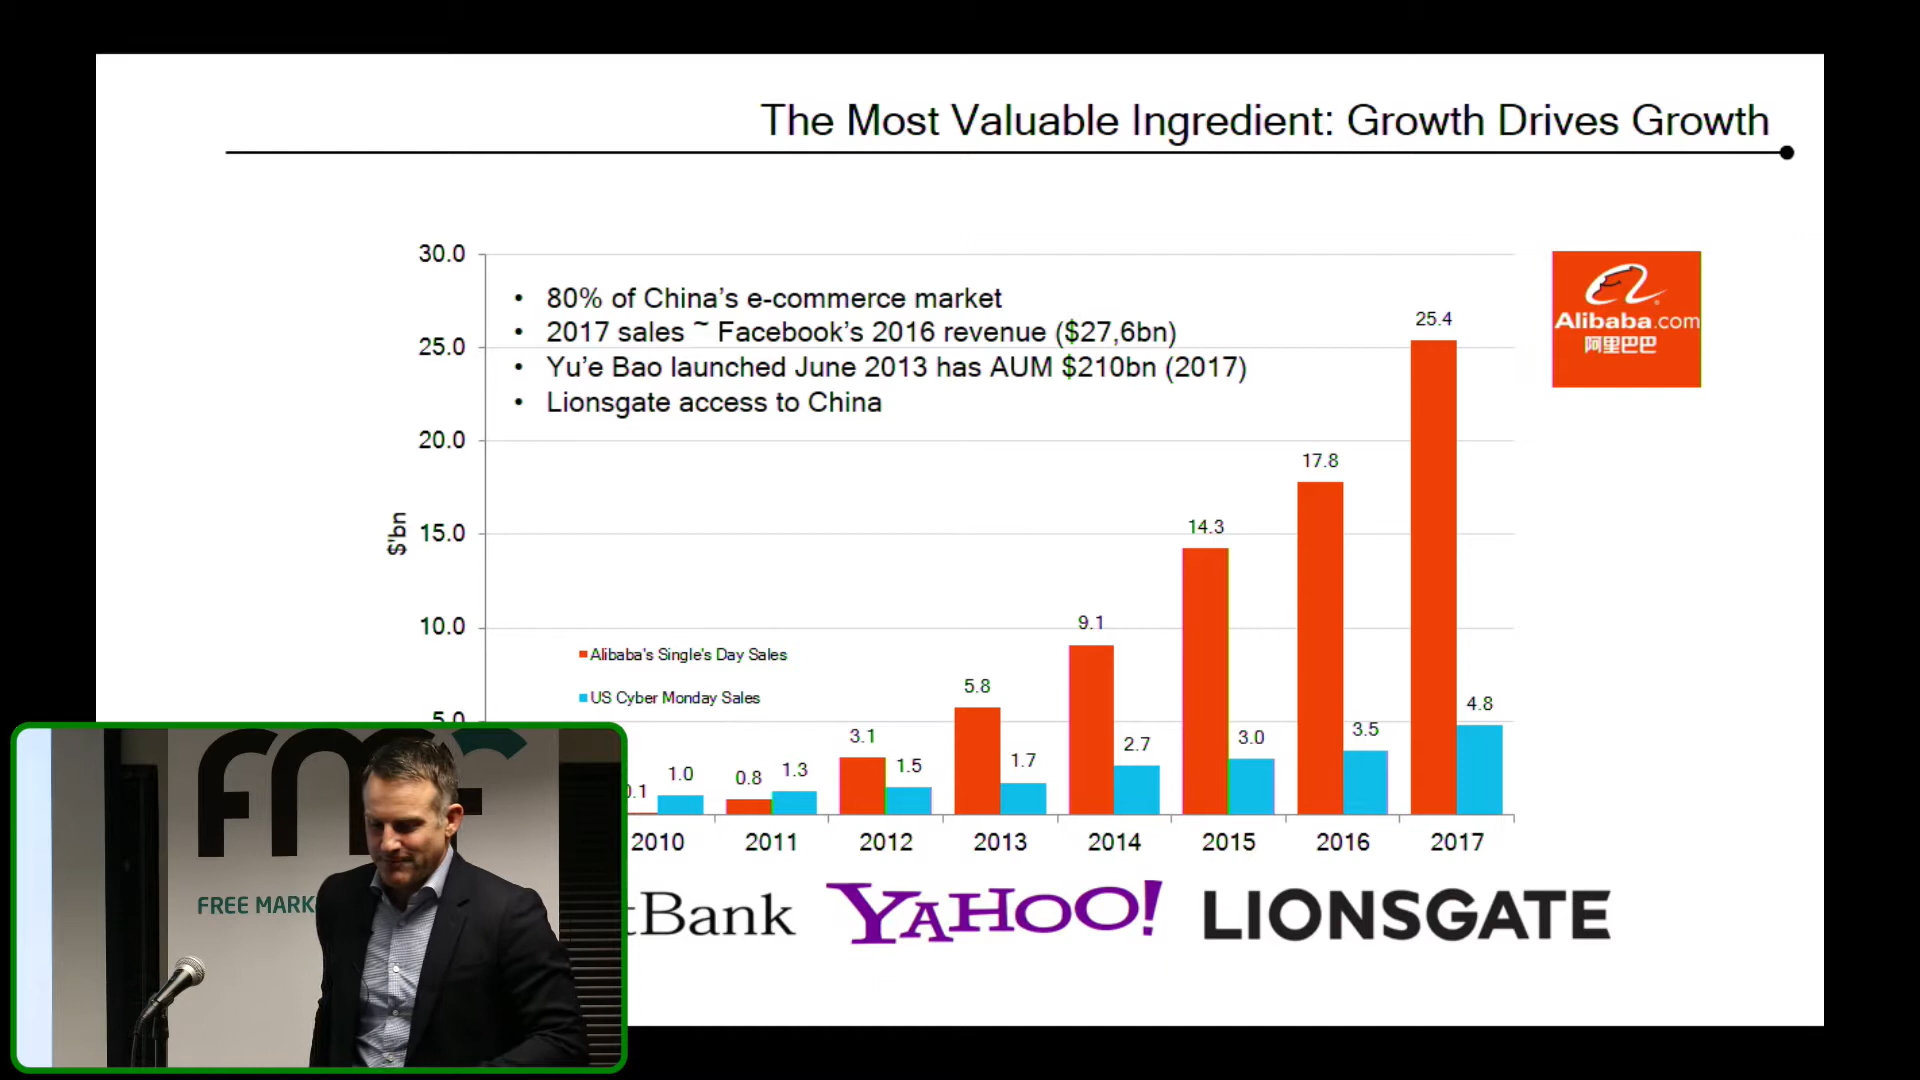 The Most Valuable Ingredient: Growth Drives Growth
30.0
25.0
20.0
15.0
10.0
5.0
$'bn
• 80% of China's e-commerce market
• 2017 sales ~ Facebook's 2016 revenue ($27,6bn)
• Yu'e Bao launched June 2013 has AUM $210bn (2017)
• Lionsgate access to China
Alibaba.com
阿里巴巴
Alibaba's Single's Day Sales
US Cyber Monday Sales
0.1 1.0
0.8 1.3
3.1 1.5
5.8 1.7
9.1 2.7
14.3 3.0
17.8 3.5
25.4 4.8
2010 2011 2012 2013 2014 2015 2016 2017
tBank YAHOO! LIONSGATE
FREE MARK